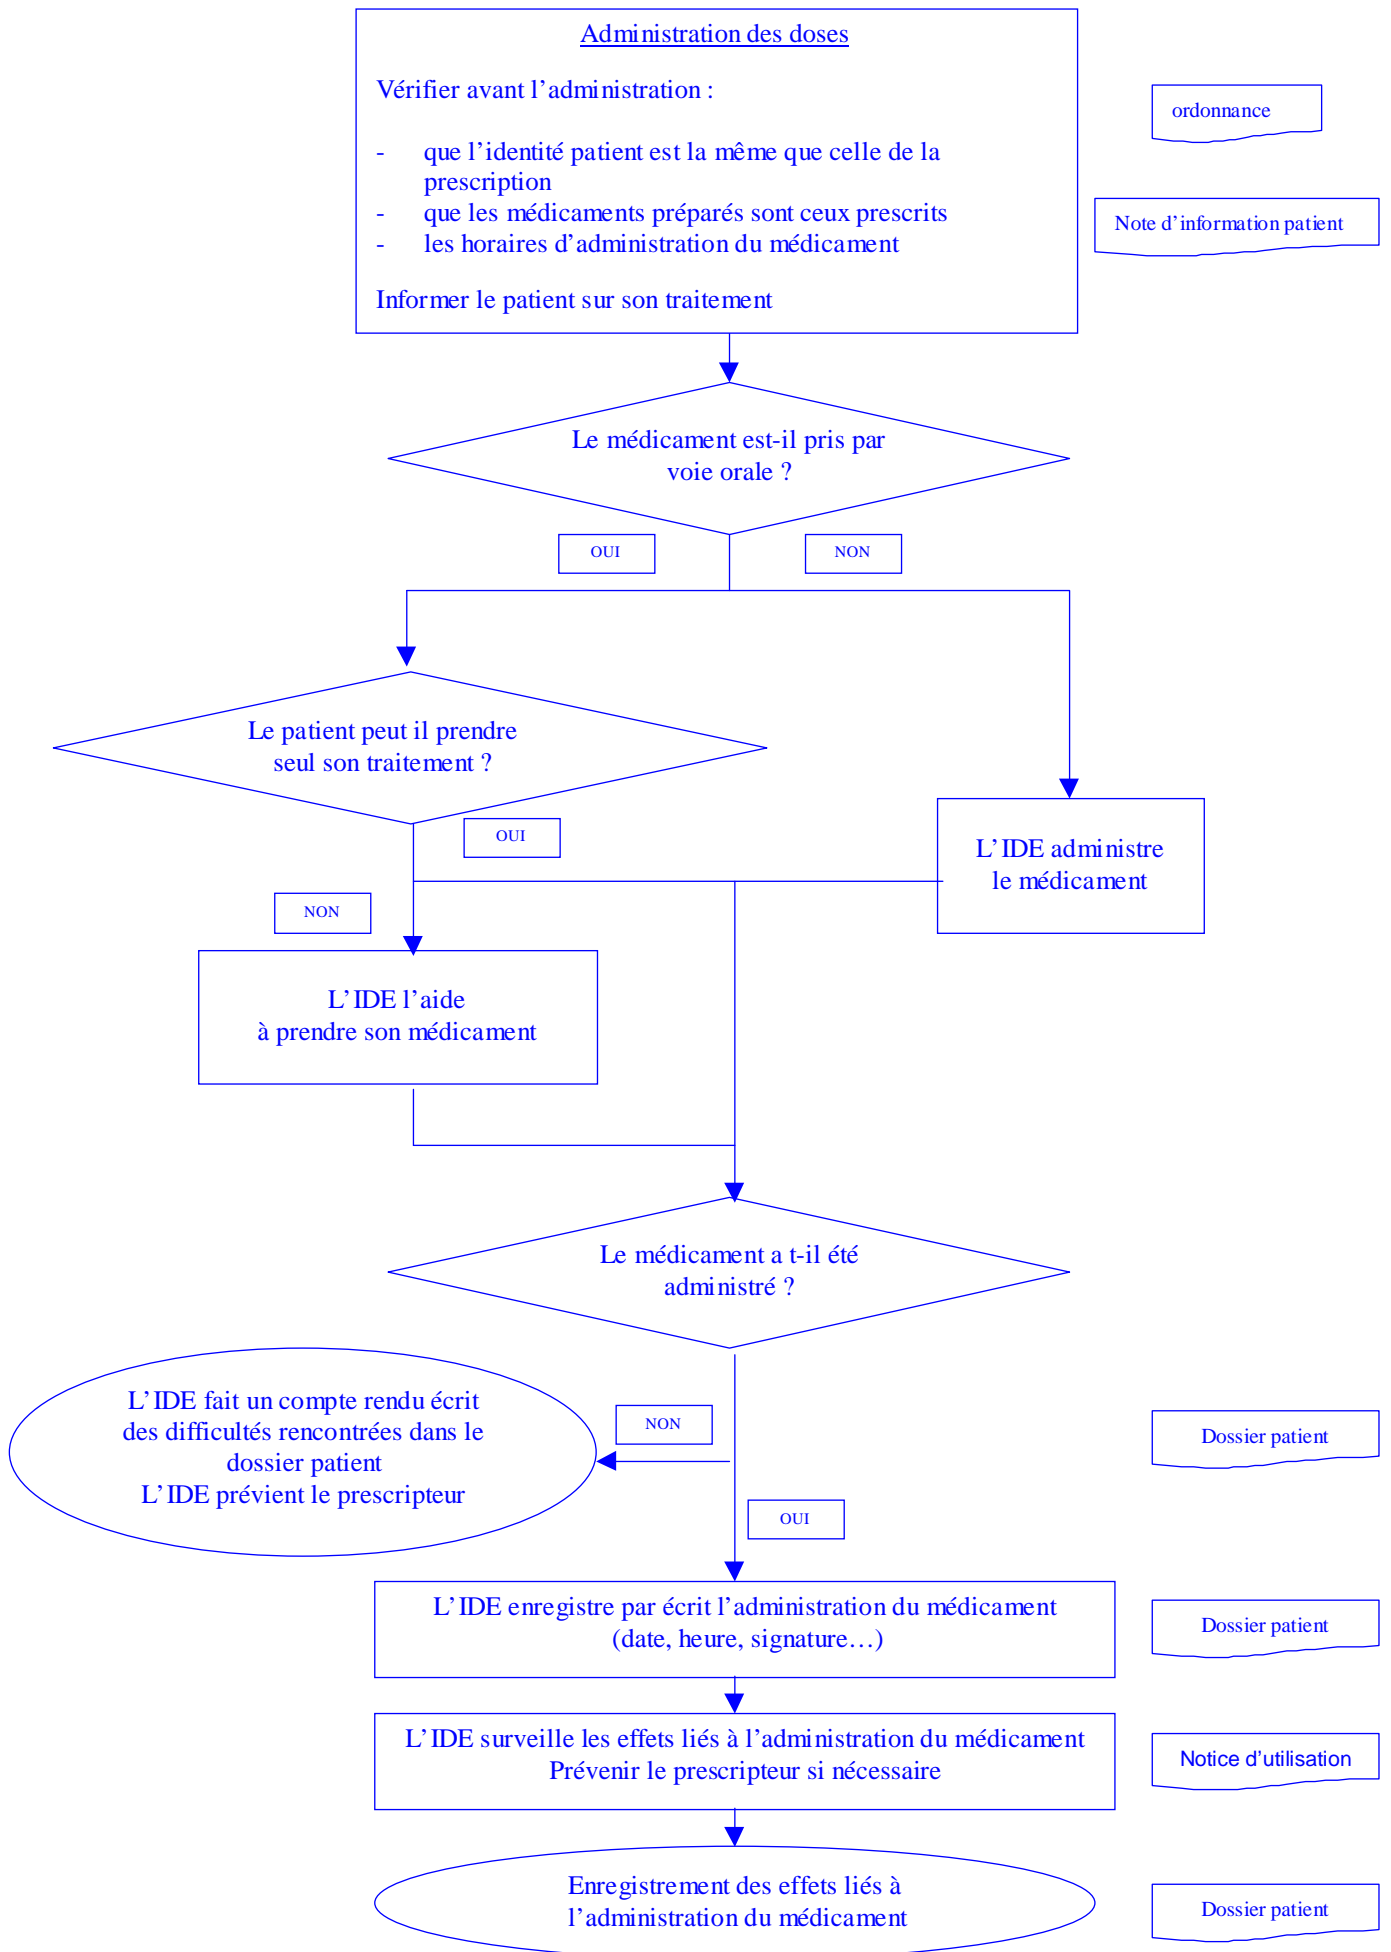 Administration des doses
Vérifier avant l’administration :
- que l’identité patient est la même que celle de la
prescription
- que les médicaments préparés sont ceux prescrits
- les horaires d’administration du médicament
Informer le patient sur son traitement
ordonnance
Note d’information patient
Le médicament est-il pris par
voie orale ?
OUI
NON
Le patient peut il prendre
seul son traitement ?
OUI
L’IDE administre
le médicament
NON
L’IDE l’aide
à prendre son médicament
Le médicament a t-il été
administré ?
L’IDE fait un compte rendu écrit
des difficultés rencontrées dans le
dossier patient
L’IDE prévient le prescripteur
NON
Dossier patient
OUI
L’IDE enregistre par écrit l’administration du médicament
(date, heure, signature…)
Dossier patient
L’IDE surveille les effets liés à l’administration du médicament
Prévenir le prescripteur si nécessaire
Notice d’utilisation
Enregistrement des effets liés à
l’administration du médicament
Dossier patient